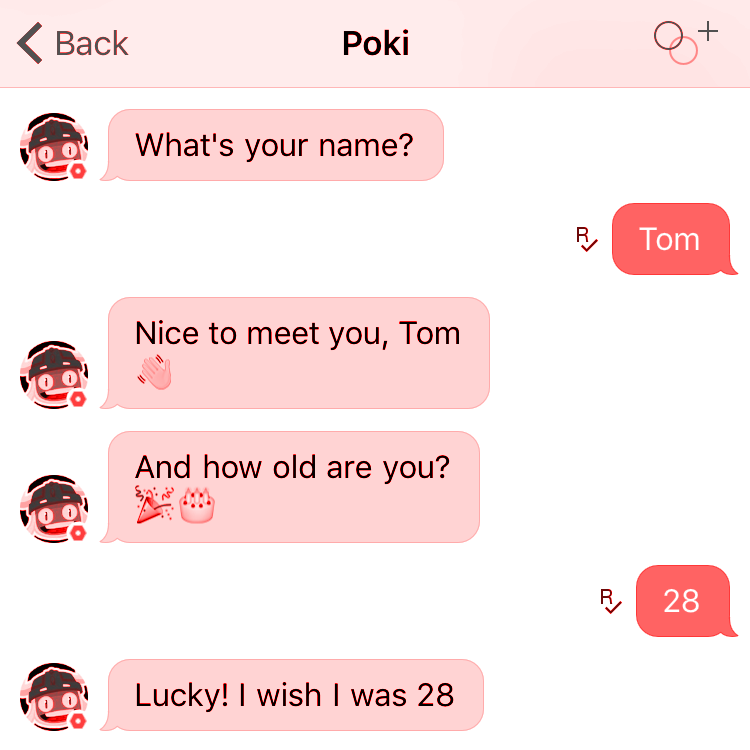 Back
Poki
What's your name?
R
Tom
Nice to meet you, Tom
👋
And how old are you?
🎉🎂
R
28
Lucky! I wish I was 28